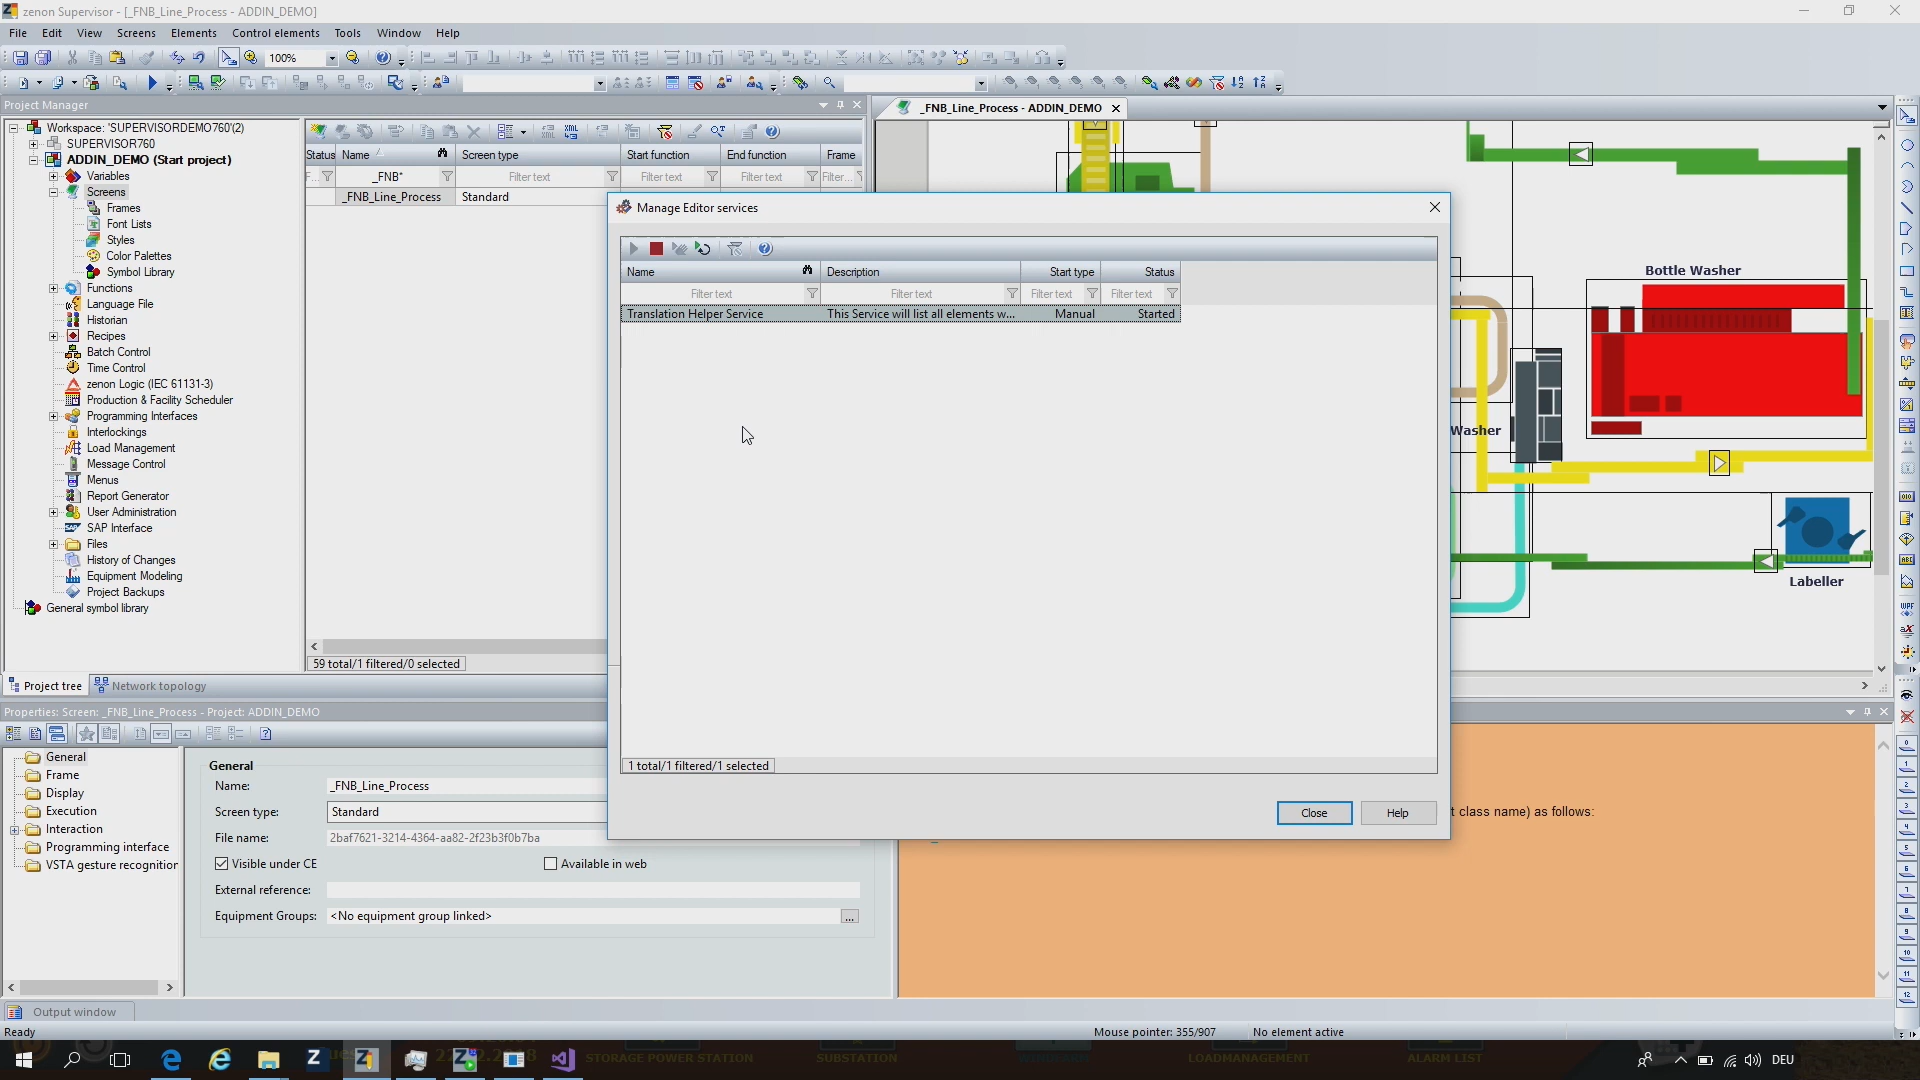 zenon Supervisor - [_FNB_Line_Process - ADDIN_DEMO]
File Edit View Screens Elements Control elements Tools Window Help
100%
Project Manager
_FNB_Line_Process - ADDIN_DEMO
Workspace: 'SUPERVISORDEMO760'(2)
SUPERVISOR760
ADDIN_DEMO (Start project)
Variables
Screens
Frames
Font Lists
Styles
Color Palettes
Symbol Library
Functions
Language File
Historian
Recipes
Batch Control
Time Control
zenon Logic (IEC 61131-3)
Production & Facility Scheduler
Programming Interfaces
Interlockings
Load Management
Message Control
Menus
Report Generator
User Administration
SAP Interface
Files
History of Changes
Equipment Modeling
Project Backups
General symbol library
Status Name Screen type Start function End function Frame
F... _FNB* Filter text Filter text Filter text Filter...
_FNB_Line_Process Standard
59 total/1 filtered/0 selected
Project tree Network topology
Manage Editor services
Name Description Start type Status
Filter text Filter text Filter text Filter text
Translation Helper Service This Service will list all elements w... Manual Started
1 total/1 filtered/1 selected
Close Help
Bottle Washer
Washer
Labeller
Properties: Screen: _FNB_Line_Process - Project: ADDIN_DEMO
General
Frame
Display
Execution
Interaction
Programming interface
VSTA gesture recognition
General
Name: _FNB_Line_Process
Screen type: Standard
File name: 2baf7621-3214-4364-aa82-2f23b3f0b7ba
Visible under CE Available in web
External reference:
Equipment Groups: <No equipment group linked>
...
t class name) as follows:
Output window
Ready Mouse pointer: 355/907 No element active
STORAGE POWER STATION SUBSTATION LOADMANAGEMENT ALARM LIST
DEU